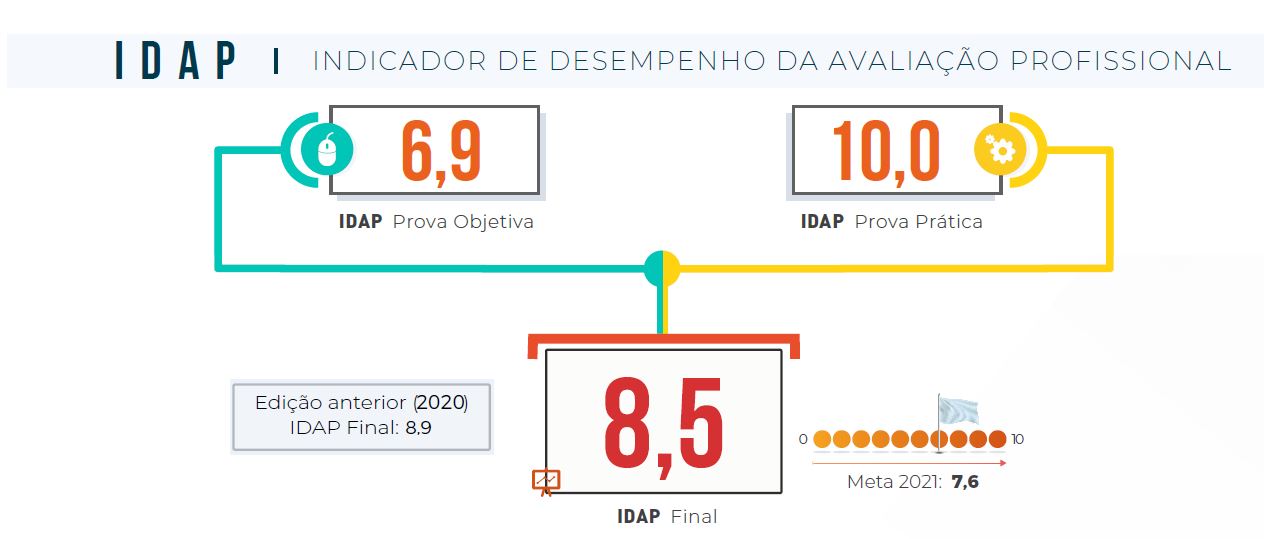 IDAP | INDICADOR DE DESEMPENHO DA AVALIAÇÃO PROFISSIONAL
6,9
10,0
IDAP Prova Objetiva
IDAP Prova Prática
Edição anterior (2020)
IDAP Final: 8,9
8,5
0
10
Meta 2021: 7,6
IDAP Final